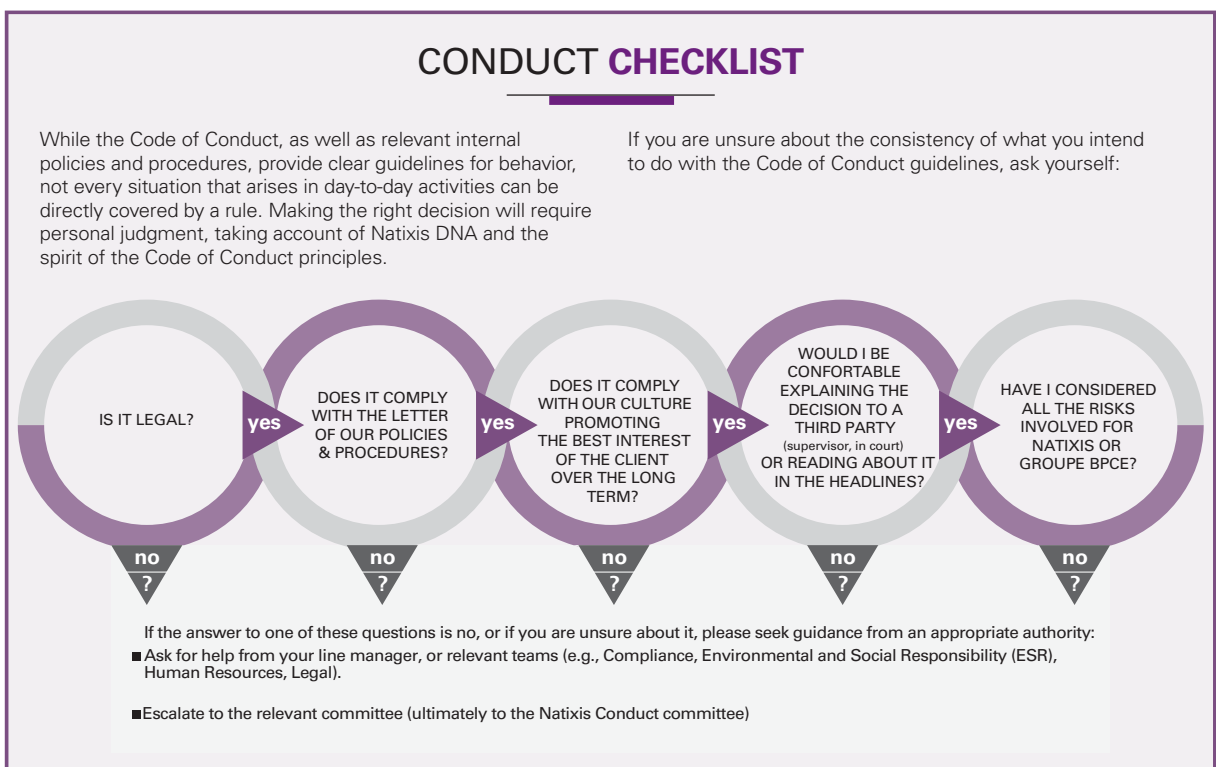 CONDUCT CHECKLIST
While the Code of Conduct, as well as relevant internal
policies and procedures, provide clear guidelines for behavior,
not every situation that arises in day-to-day activities can be
directly covered by a rule. Making the right decision will require
personal judgment, taking account of Natixis DNA and the
spirit of the Code of Conduct principles.
If you are unsure about the consistency of what you intend
to do with the Code of Conduct guidelines, ask yourself:
IS IT LEGAL?
yes
DOES IT COMPLY
WITH THE LETTER
OF OUR POLICIES
& PROCEDURES?
yes
DOES IT COMPLY
WITH OUR CULTURE
PROMOTING
THE BEST INTEREST
OF THE CLIENT
OVER THE LONG
TERM?
yes
WOULD I BE
CONFORTABLE
EXPLAINING THE
DECISION TO A
THIRD PARTY
(supervisor, in court)
OR READING ABOUT IT
IN THE HEADLINES?
yes
HAVE I CONSIDERED
ALL THE RISKS
INVOLVED FOR
NATIXIS OR
GROUPE BPCE?
no
?
no
?
no
?
no
?
no
?
If the answer to one of these questions is no, or if you are unsure about it, please seek guidance from an appropriate authority:
■ Ask for help from your line manager, or relevant teams (e.g., Compliance, Environmental and Social Responsibility (ESR),
Human Resources, Legal).
■ Escalate to the relevant committee (ultimately to the Natixis Conduct committee)